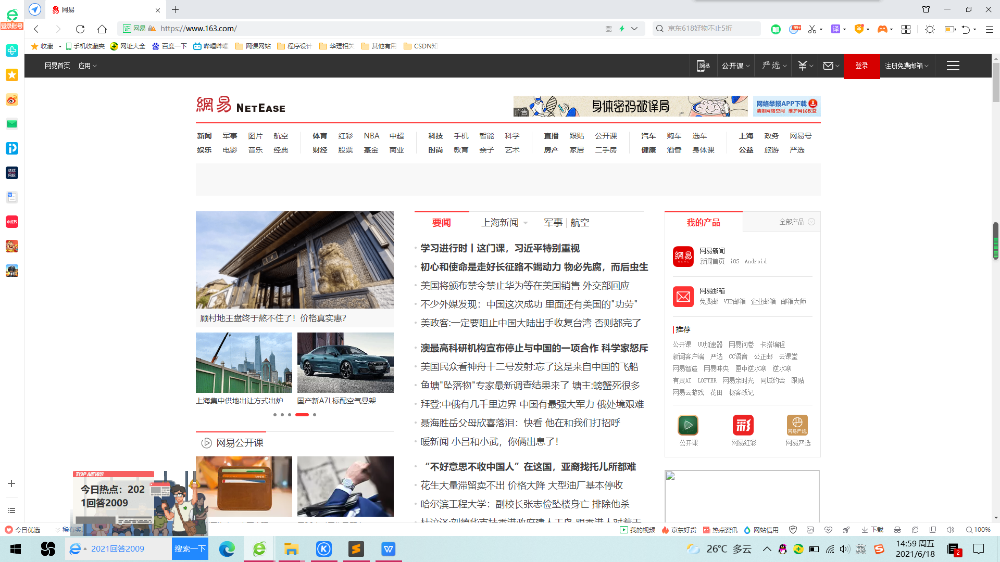 网易
登录账号
证 网易 https://www.163.com/
京东618好物不止5折
99+
译
收藏 手机收藏夹 网址大全 百度一下 哔哩哔哩 网课网站 程序设计 华理相关 其他有用 CSDN知
网易首页 应用
公开课 严选 登录 注册免费邮箱
網易 NETEASE
广告 身体密码破译局
网络举报APP下载
清朗网络空间 维护网民权益
新闻 军事 图片 航空 体育 红彩 NBA 中超 科技 手机 智能 科学 直播 跟贴 公开课 汽车 购车 选车 上海 政务 网易号
娱乐 电影 音乐 经典 财经 股票 基金 商业 时尚 教育 亲子 艺术 房产 家居 二手房 健康 酒香 身体课 公益 旅游 严选
顾村地王盘终于熬不住了！价格真实惠？
上海集中供地出让方式出炉
国产新A7L标配空气悬架
网易公开课
要闻 上海新闻 军事 航空
学习进行时丨这门课，习近平特别重视
初心和使命是走好长征路不竭动力 物必先腐，而后虫生
美国将颁布禁令禁止华为等在美国销售 外交部回应
不少外媒发现：中国这次成功 里面还有美国的"功劳"
美政客:一定要阻止中国大陆出手收复台湾 否则都完了
澳最高科研机构宣布停止与中国的一项合作 科学家怒斥
美国民众看神舟十二号发射:忘了这是来自中国的飞船
鱼塘"坠落物"专家最新调查结果来了 塘主:螃蟹死很多
拜登:中俄有几千里边界 中国有最强大军力 俄处境艰难
聂海胜岳父母欣喜落泪：快看 他在和我们打招呼
暖新闻 小吕和小武，你俩出息了！
“不好意思不收中国人”在这国，亚裔找托儿所都难
花生大量滞留卖不出 价格大降 大型油厂基本停收
哈尔滨工程大学：副校长张志俭坠楼身亡 排除他杀
我的产品 全部产品
網易
NEWS
网易新闻
新闻首页 iOS Android
网易邮箱
免费邮 VIP邮箱 企业邮箱 邮箱大师
推荐
公开课 UU加速器 网易问卷 卡搭编程
新闻客户端 严选 CC语音 公正邮 云课堂
网易智造 网易味央 匣中逆水寒 逆水寒
有灵AI LOFTER 网易亲时光 同城约会 跟贴
网易云游戏 花田 极客战记
彩
网易严选
公开课 网易红彩 网易严选
环球
网校
小红书
TOP NEWS
今日热点：202
1回答2009
今日优选
我的视频 京东好货 热点资讯 网站信用 下载 100%
2021回答2009 搜索一下
26°C 多云 英
14:59 周五
2021/6/18
2